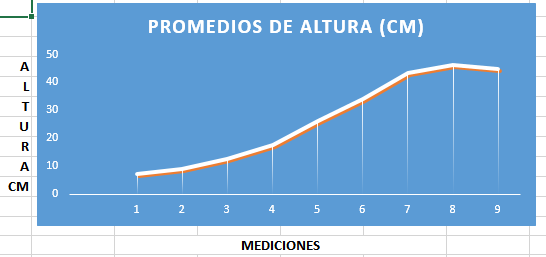 PROMEDIOS DE ALTURA (CM)
50
40
30
20
10
0
A
L
T
U
R
A
CM
1 2 3 4 5 6 7 8 9
MEDICIONES